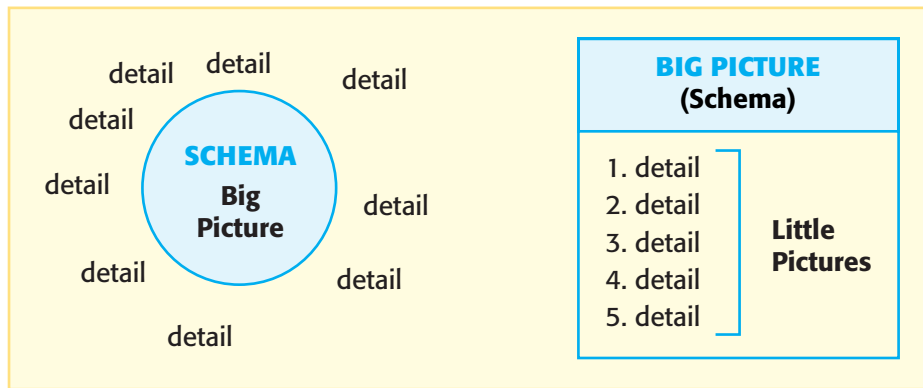 detail
detail
detail
detail
detail
detail
detail
detail
detail
SCHEMA
Big
Picture
BIG PICTURE
(Schema)
1. detail
2. detail
3. detail
4. detail
5. detail
Little
Pictures